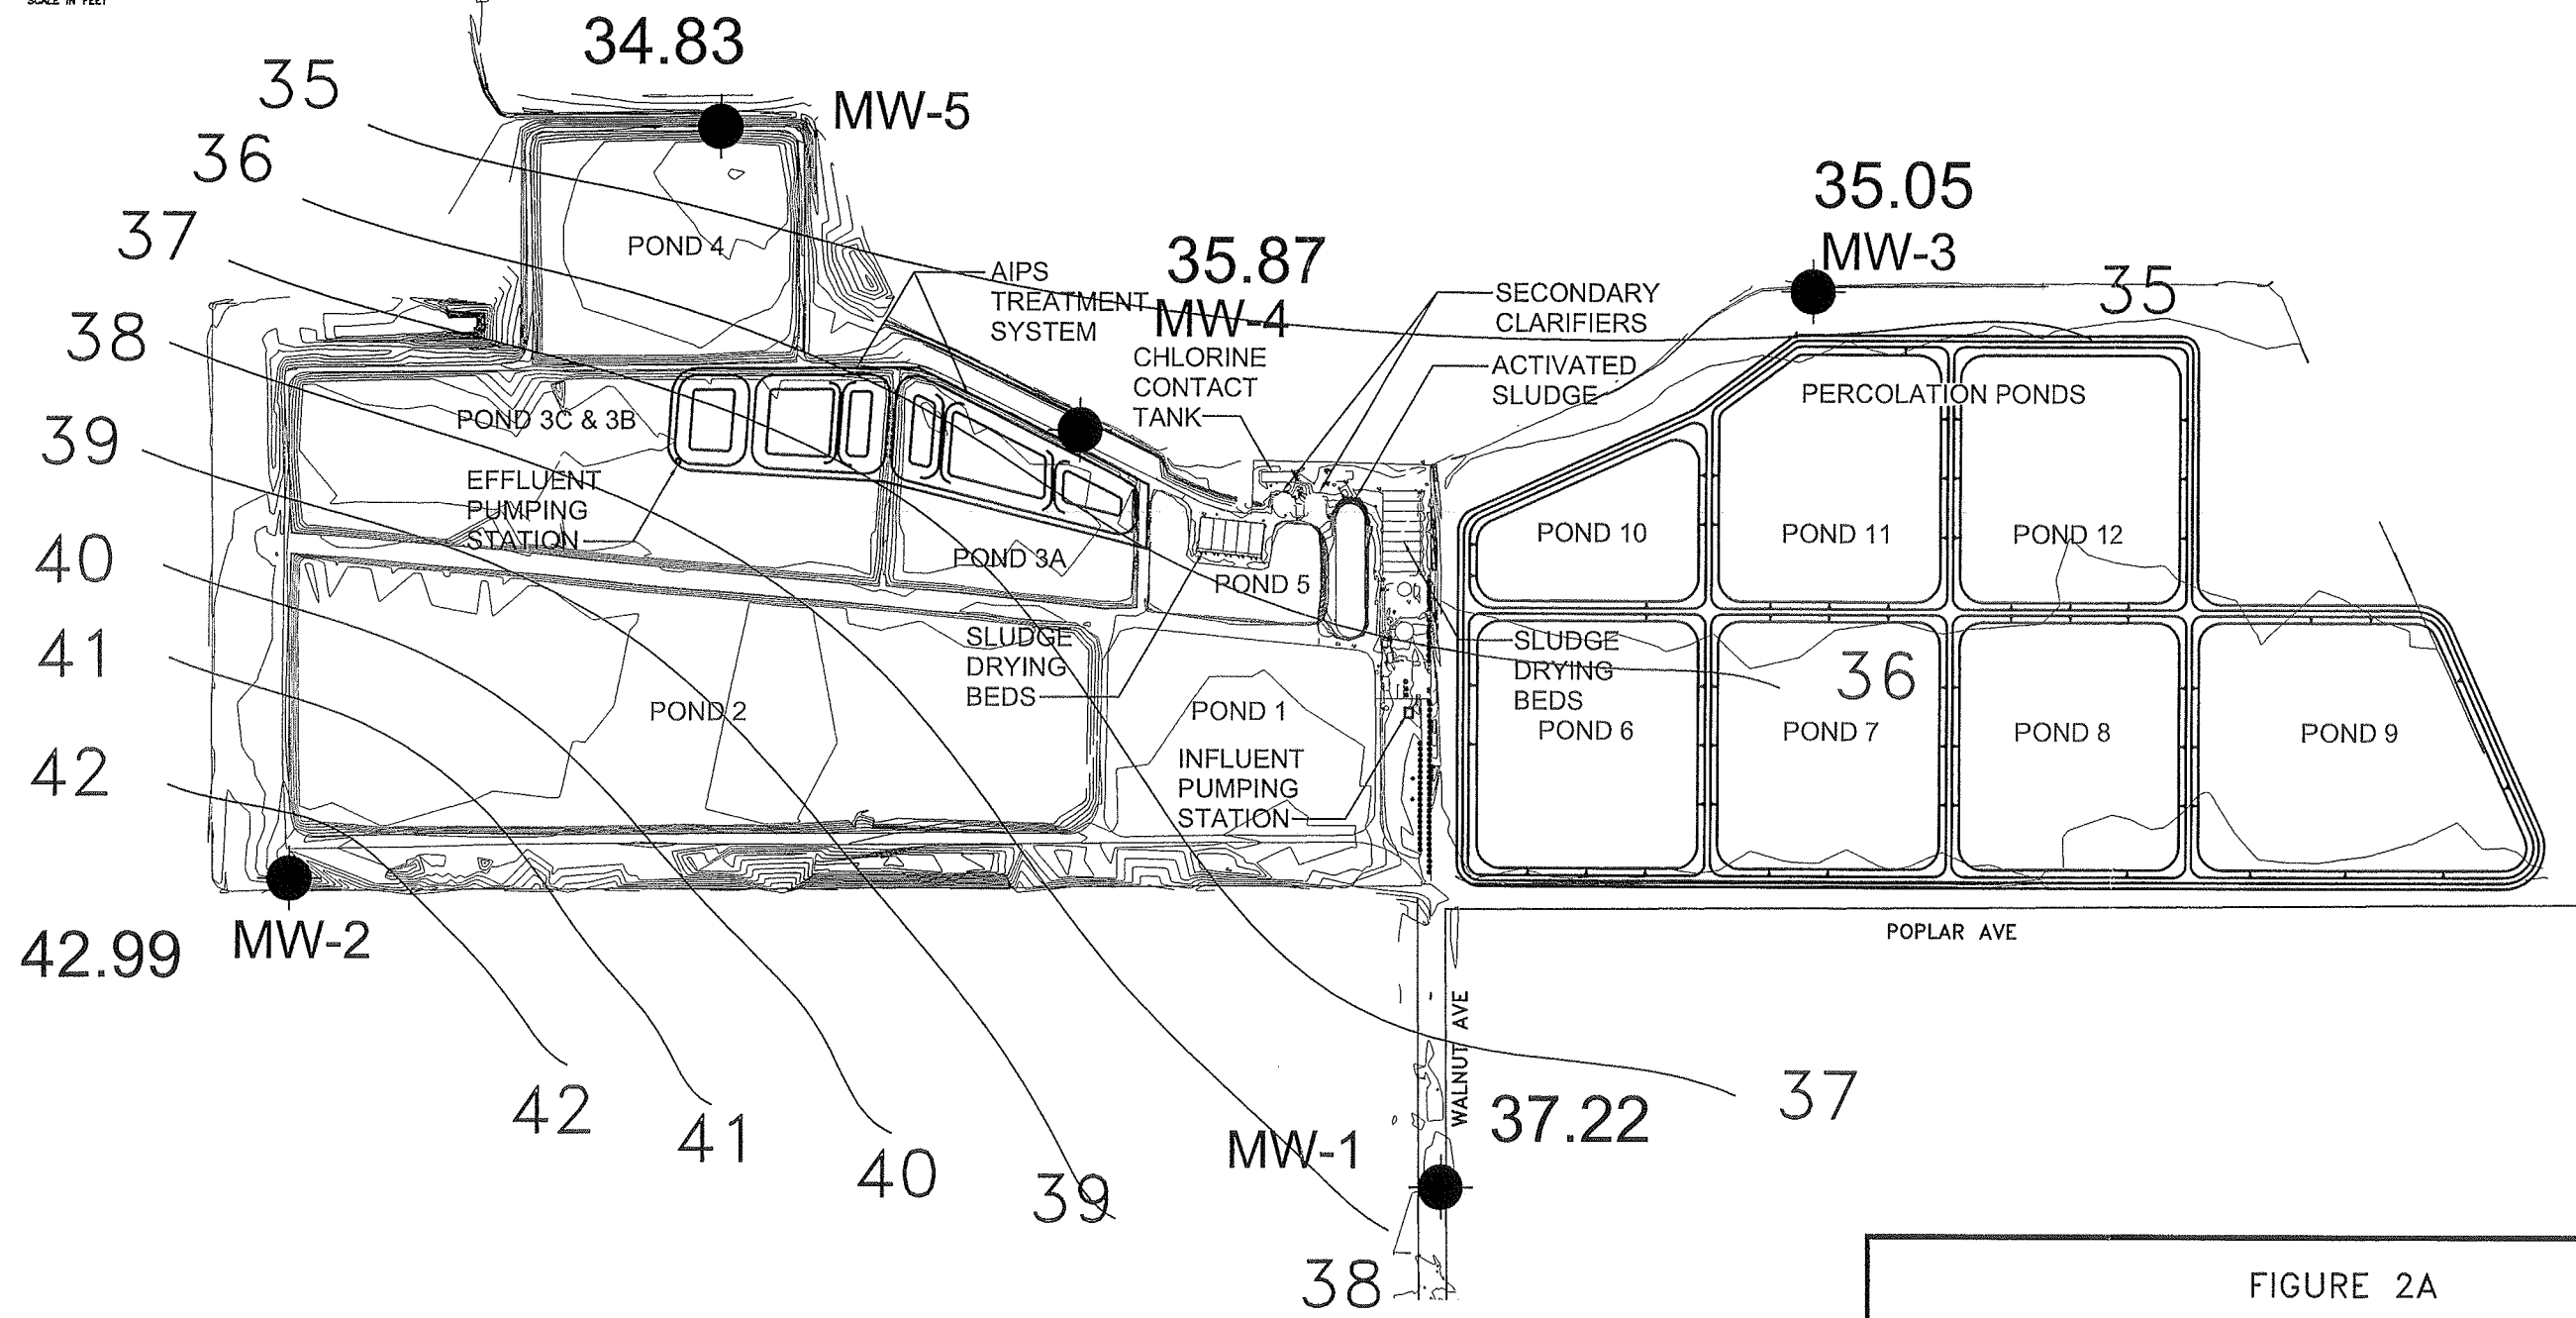 SCALE IN FEET
34.83
35
MW-5
36
35.05
37
35.87
MW-3
POND 4
AIPS
TREATMENT
SYSTEM
MW-4
SECONDARY
CLARIFIERS
35
38
CHLORINE
CONTACT
TANK
ACTIVATED
SLUDGE
PERCOLATION PONDS
39
POND 3C & 3B
EFFLUENT
PUMPING
STATION
POND 10
POND 11
POND 12
40
POND 3A
POND 5
41
SLUDGE
DRYING
BEDS
SLUDGE
DRYING
BEDS
36
POND 2
POND 1
POND 6
POND 7
POND 8
POND 9
42
INFLUENT
PUMPING
STATION
42.99
MW-2
POPLAR AVE
WALNUT AVE
42
41
40
39
MW-1
37.22
37
38
FIGURE 2A